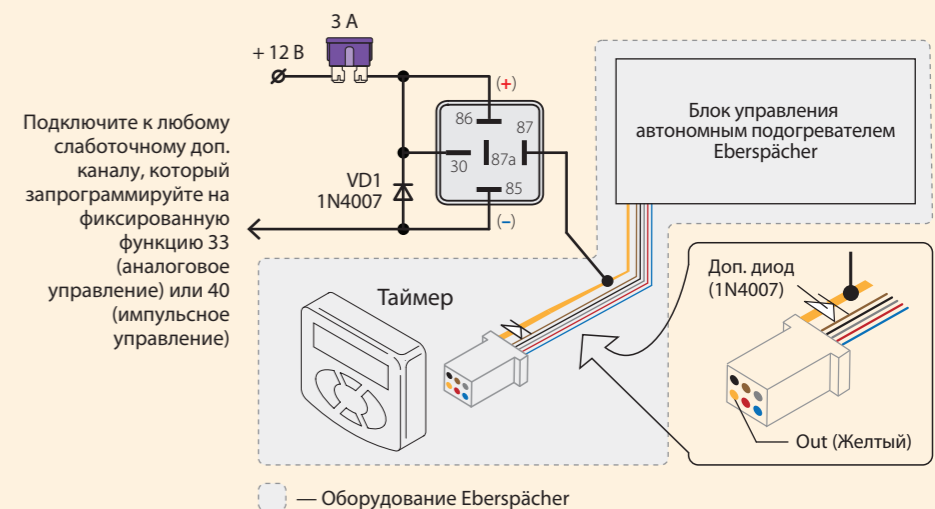 3 А
+ 12 В
(+)
86
87
30
87a
85
(–)
VD1
1N4007
Подключите к любому
слаботочному доп.
каналу, который
запрограммируйте на
фиксированную
функцию 33
(аналоговое
управление) или 40
(импульсное
управление)
Блок управления
автономным подогревателем
Eberspächer
Таймер
Доп. диод
(1N4007)
Out (Желтый)
— Оборудование Eberspächer